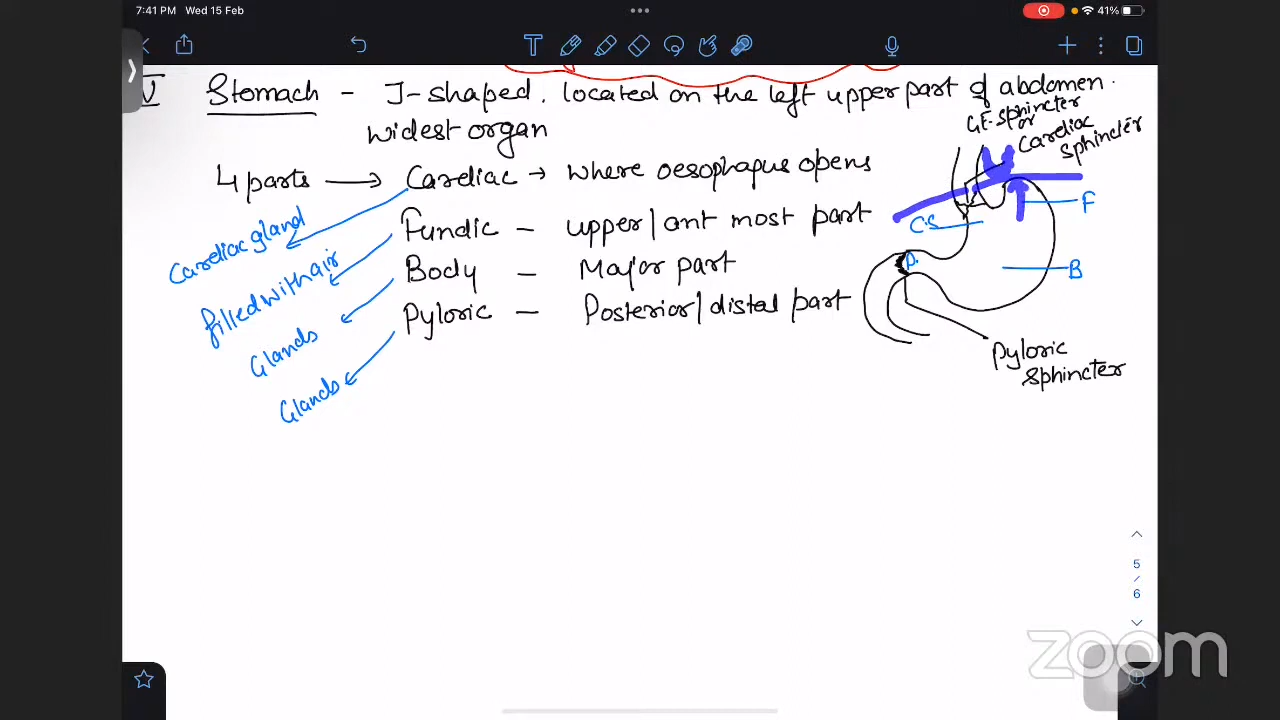 7:41 PM Wed 15 Feb
41%
V Stomach - J-shaped. located on the left upper part of abdomen.
widest organ
G.E. sphincter
or
Cardiac
sphincter
4 parts → Cardiac → where oesophagus opens
Fundic - upper/ant most part
Body - Major part
Pyloric - Posterior/distal part
Cardiac gland
filled with air
Glands
Glands
C.S
F
P.
B
Pyloric
Sphincter
5
/
6
zoom